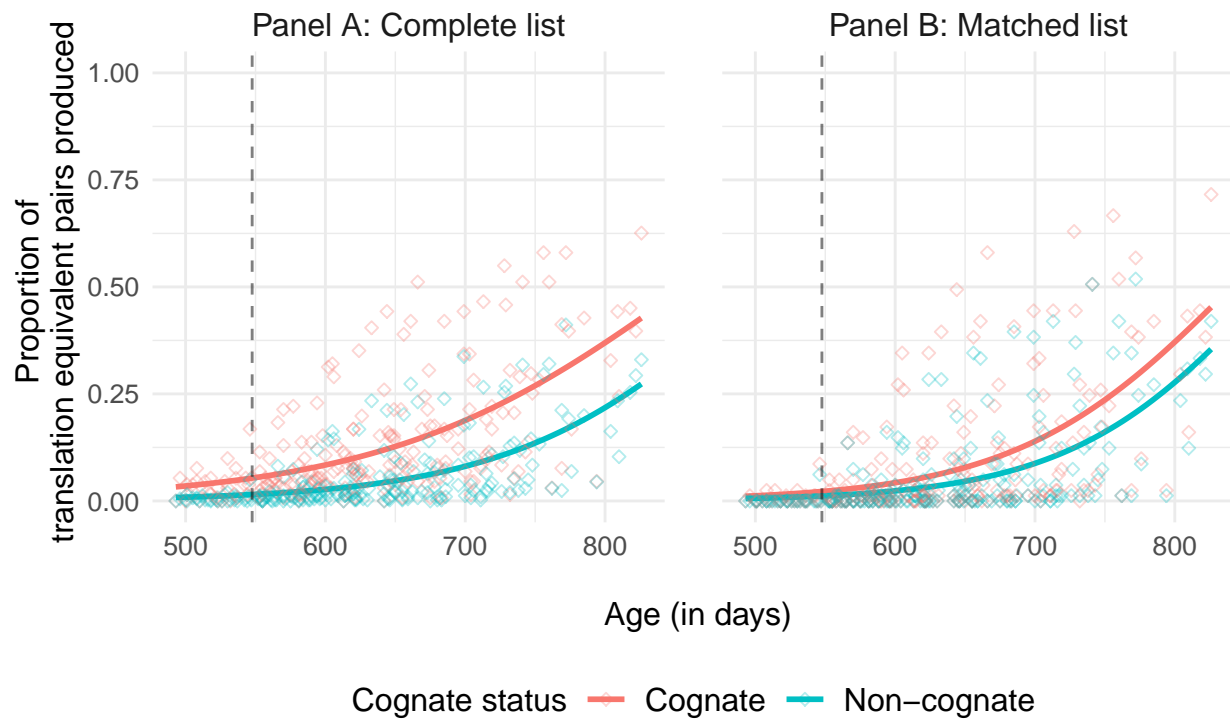 Panel A: Complete list
Panel B: Matched list
Proportion of
translation equivalent pairs produced
1.00
0.75
0.50
0.25
0.00
500
600
700
800
500
600
700
800
Age (in days)
Cognate status
Cognate
Non−cognate